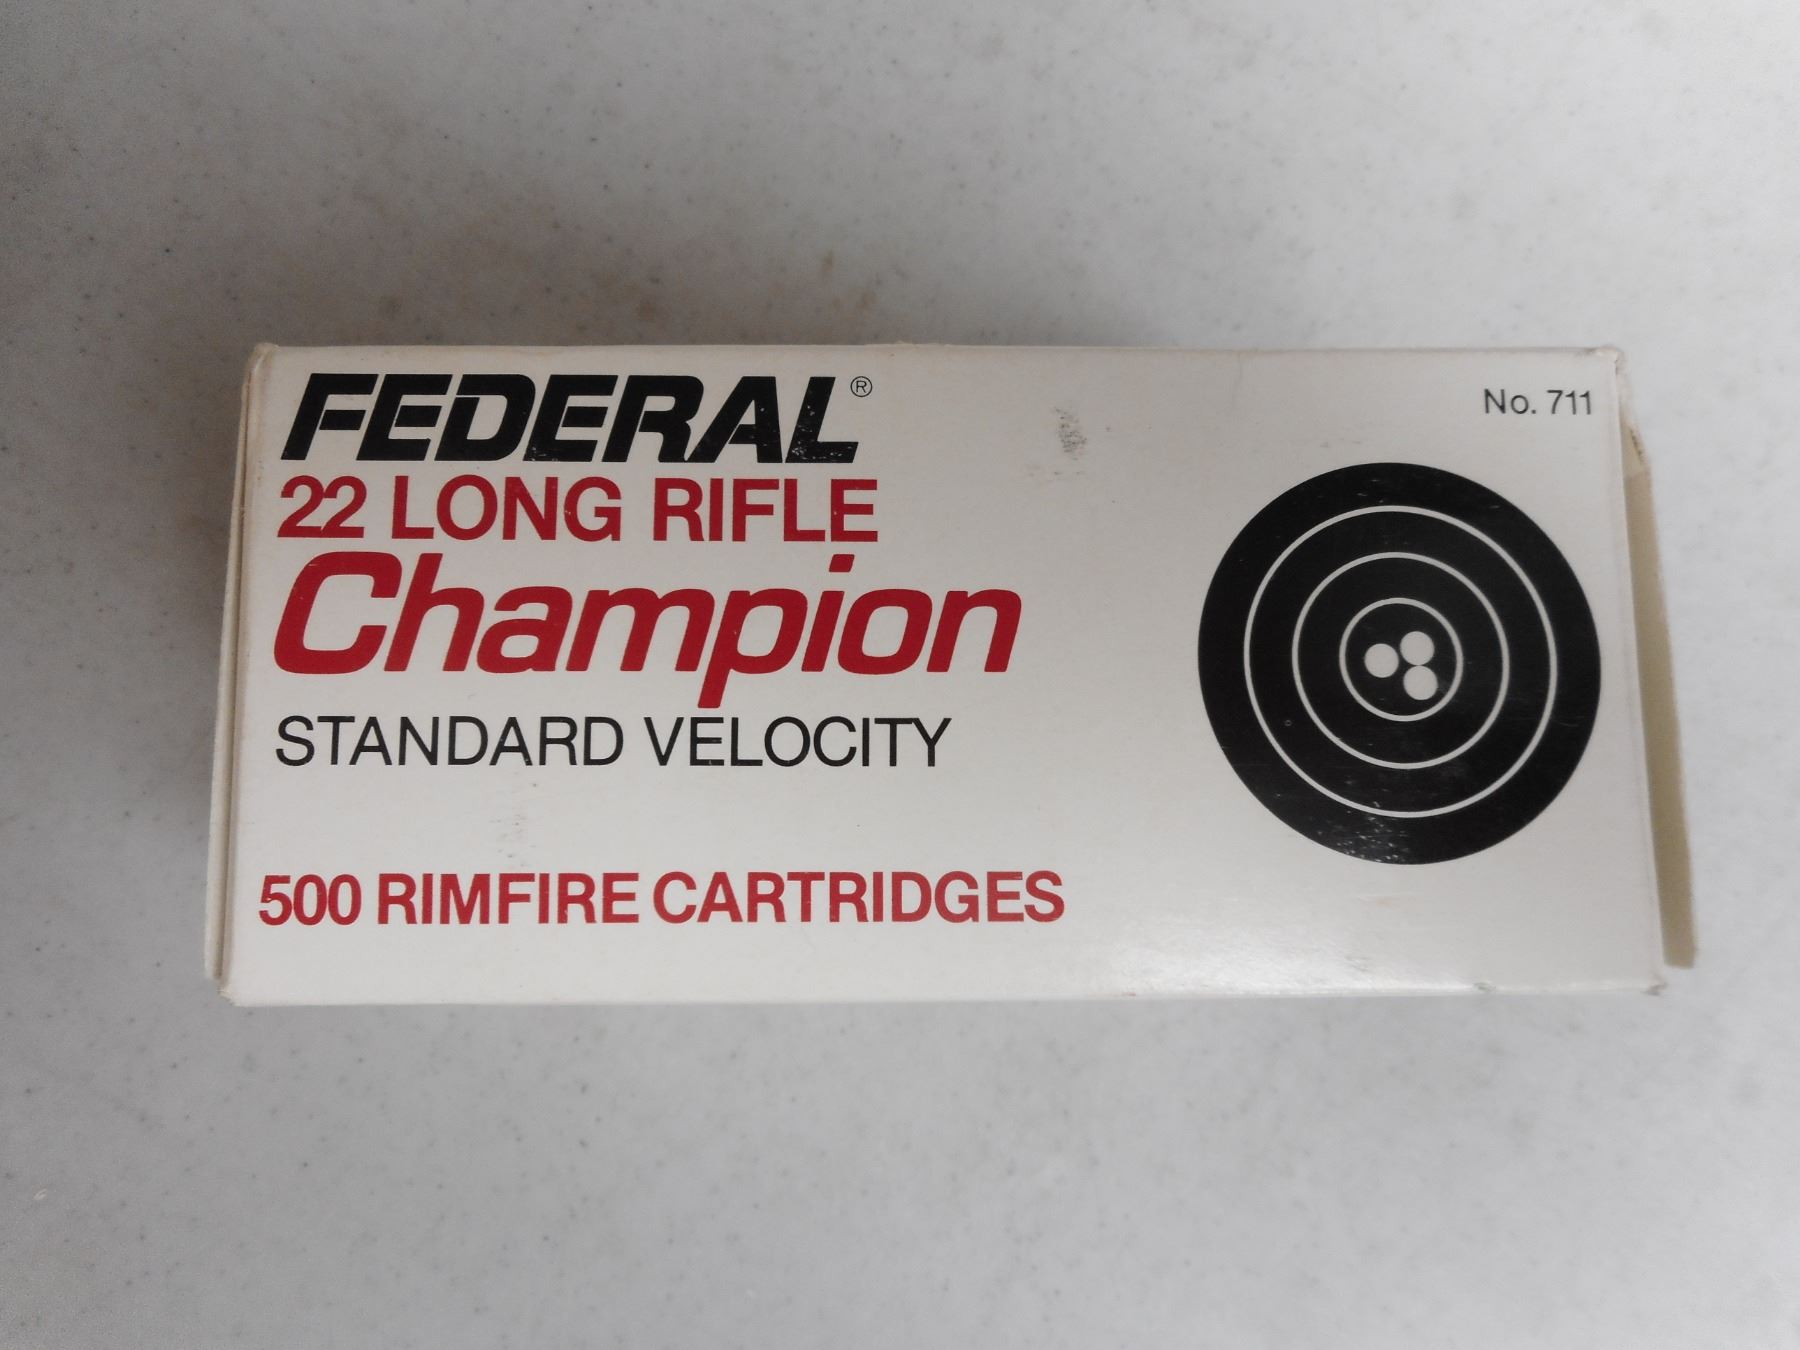 FEDERAL®
No. 711
22 LONG RIFLE
Champion
STANDARD VELOCITY
500 RIMFIRE CARTRIDGES